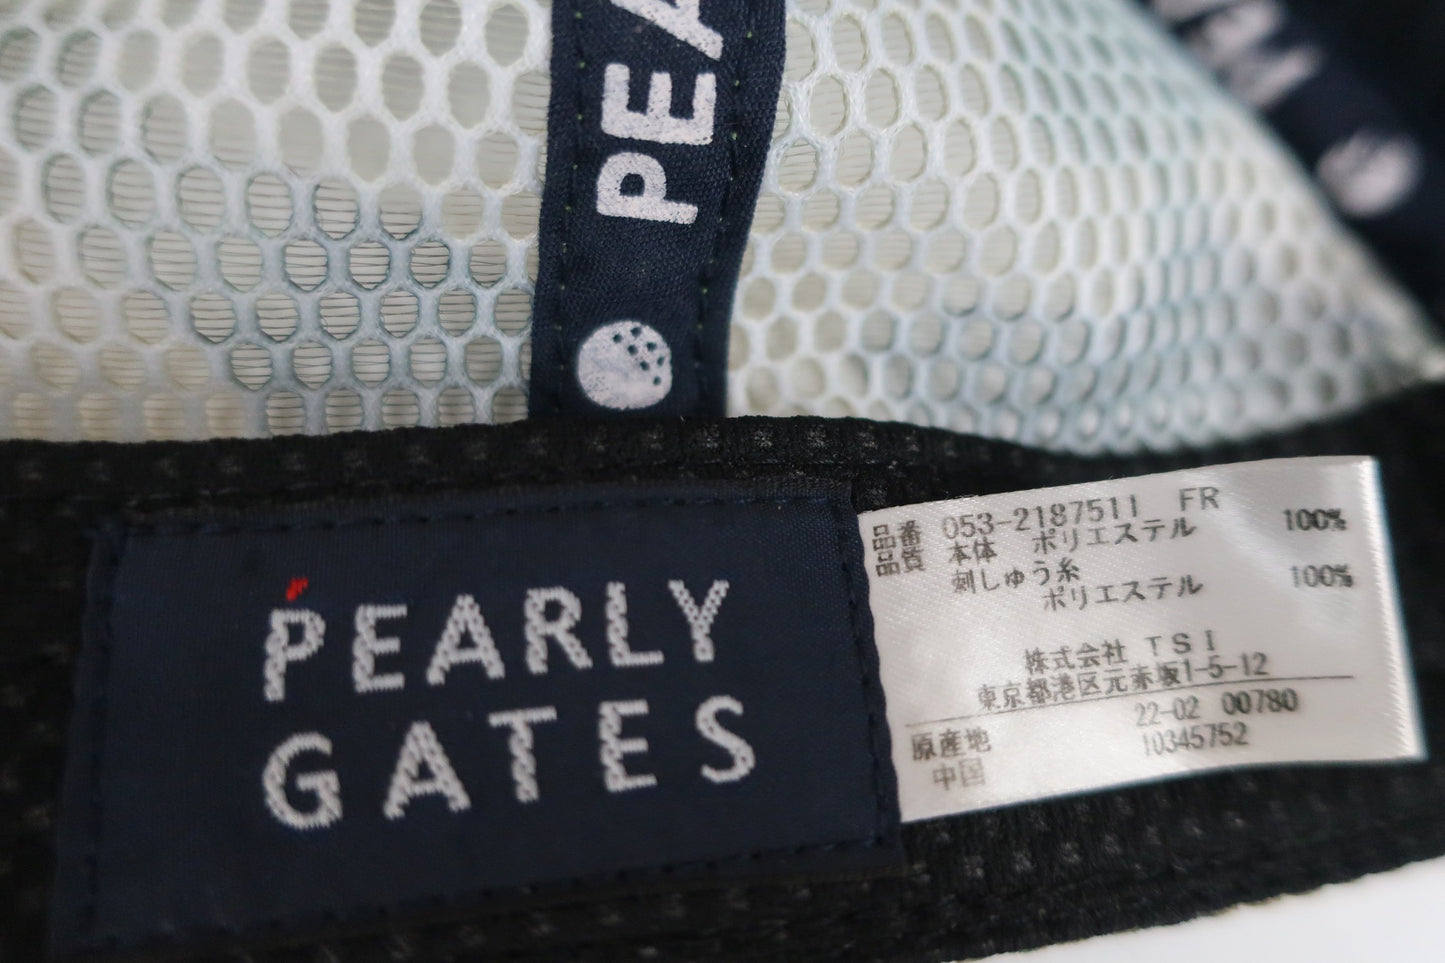 PEA
PEARLY
GATES
品番 053-2187511 FR
品質 本体 ポリエステル 100%
刺しゅう糸
ポリエステル 100%
株式会社 TSI
東京都港区元赤坂1-5-12
22-02 00780
原産地 10345752
中国